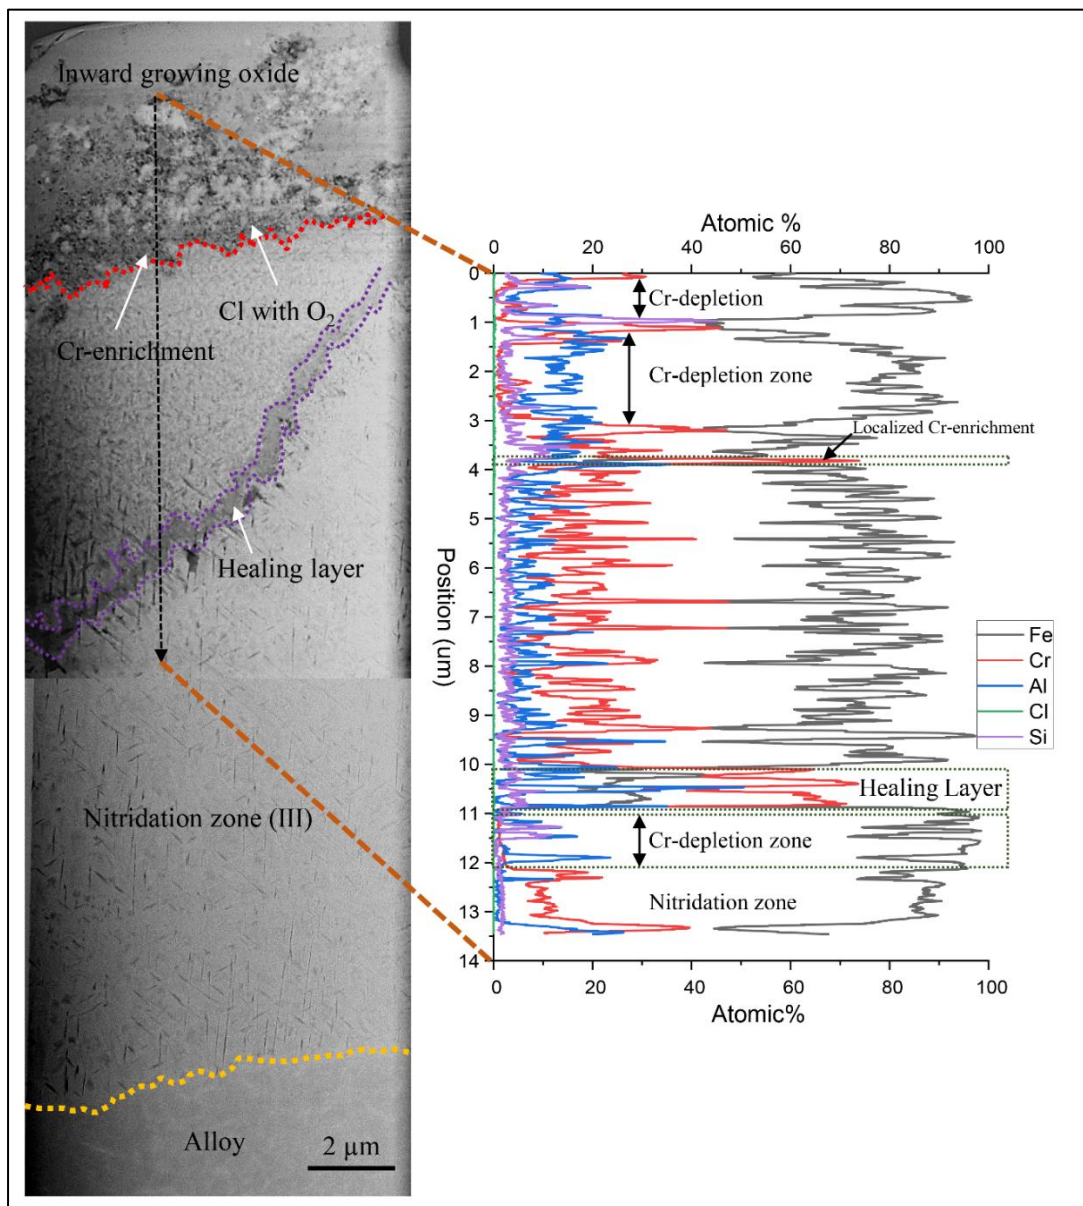 Inward growing oxide
Cl with O2
Cr-enrichment
Healing layer
Nitridation zone (III)
Alloy
2 µm
Atomic %
0 20 40 60 80 100
Cr-depletion
Cr-depletion zone
Localized Cr-enrichment
Healing Layer
Cr-depletion zone
Nitridation zone
Position (um)
0
1
2
3
4
5
6
7
8
9
10
11
12
13
14
Fe
Cr
Al
Cl
Si
0 20 40 60 80 100
Atomic%